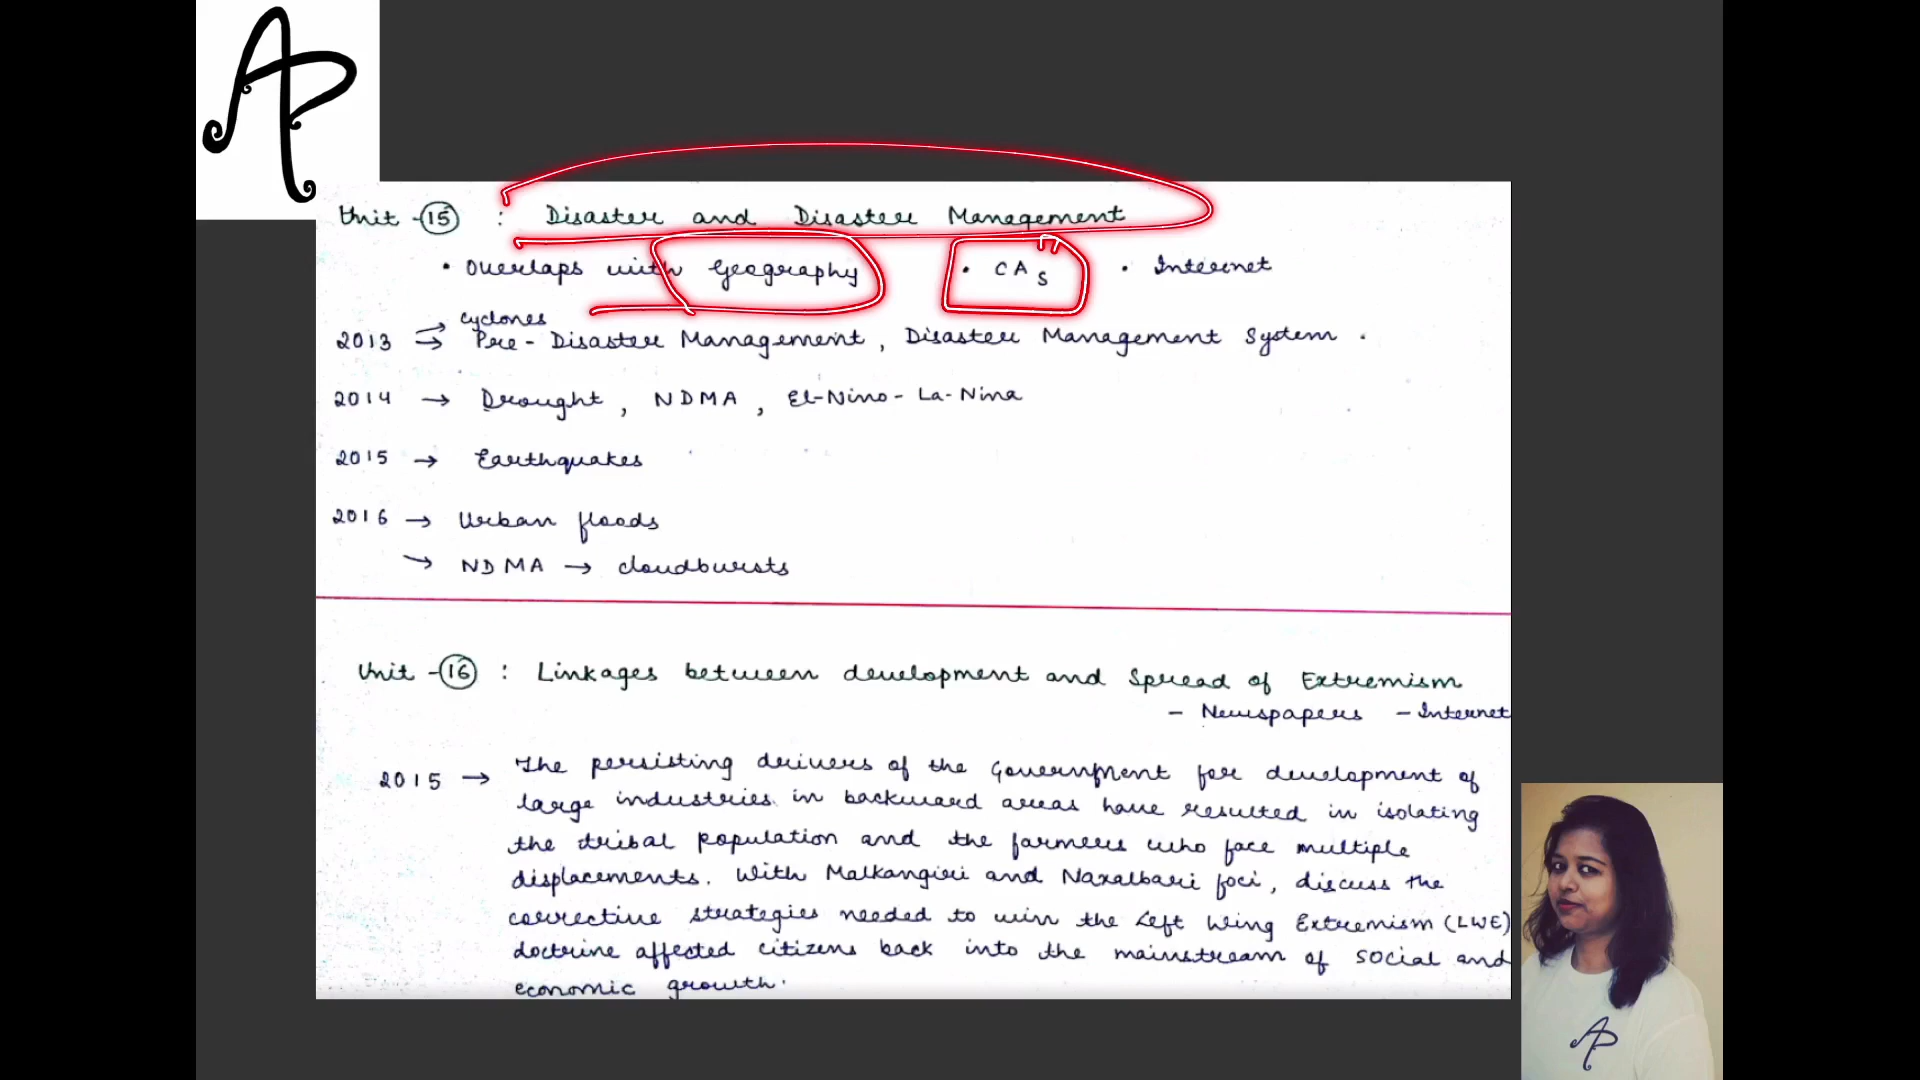 AP
Unit - 15 : Disaster and Disaster Management
• Overlaps with Geography • CAs • Internet
cyclones
2013 → Pre - Disaster Management , Disaster Management System .
2014 → Drought , NDMA , El-Nino - La-Nina
2015 → Earthquakes
2016 → Urban floods
→ NDMA → cloudbursts
Unit - 16 : Linkages between development and Spread of Extremism
- Newspapers - Internet
2015 → The persisting drivers of the Government for development of
large industries in backward areas have resulted in isolating
the tribal population and the farmers who face multiple
displacements. With Malkangiri and Naxalbari foci, discuss the
corrective strategies needed to win the Left Wing Extremism (LWE)
doctrine affected citizens back into the mainstream of social and
economic growth.
AP